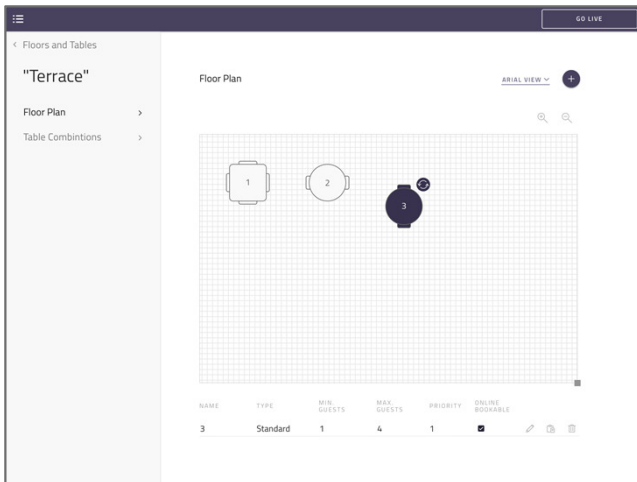 GO LIVE
< Floors and Tables
"Terrace"
Floor Plan >
Table Combintions >
Floor Plan
ARIAL VIEW
1
2
3
NAME TYPE MIN. GUESTS MAX. GUESTS PRIORITY ONLINE BOOKABLE
3 Standard 1 4 1